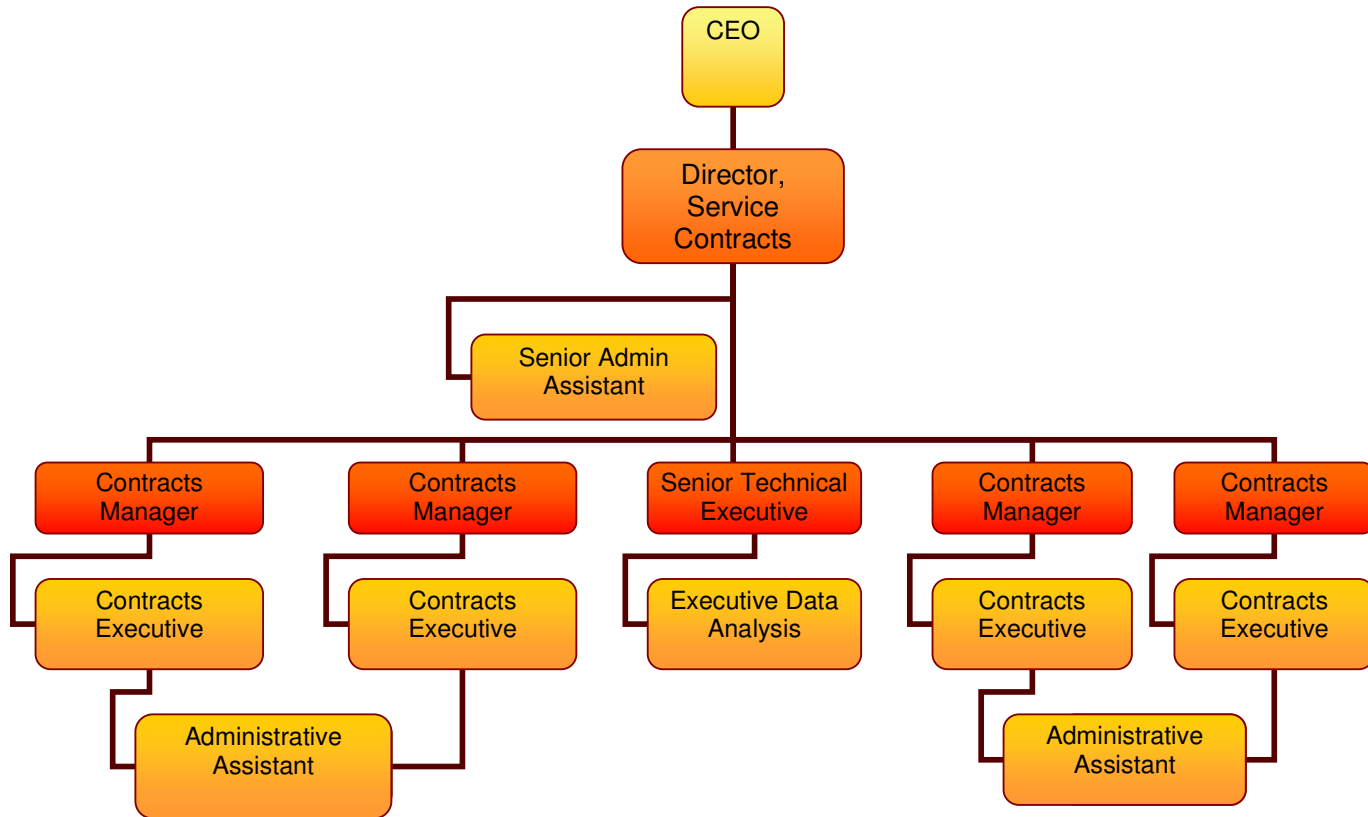 CEO
Director,
Service
Contracts
Senior Admin
Assistant
Contracts
Manager
Contracts
Manager
Senior Technical
Executive
Contracts
Manager
Contracts
Manager
Contracts
Executive
Contracts
Executive
Executive Data
Analysis
Contracts
Executive
Contracts
Executive
Administrative
Assistant
Administrative
Assistant